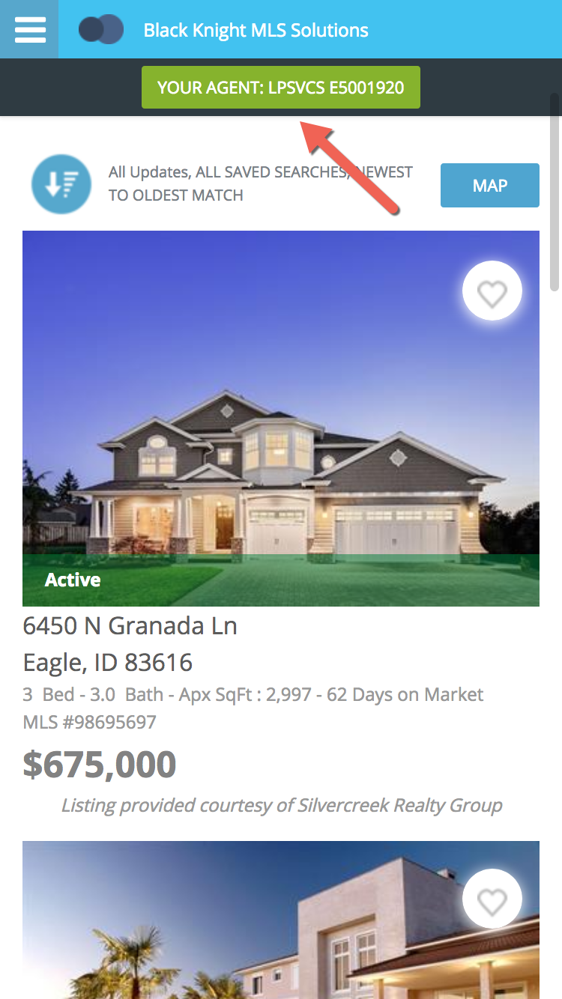 Black Knight MLS Solutions
YOUR AGENT: LPSVCS E5001920
All Updates, ALL SAVED SEARCHES, NEWEST
TO OLDEST MATCH
MAP
Active
6450 N Granada Ln
Eagle, ID 83616
3 Bed - 3.0 Bath - Apx SqFt : 2,997 - 62 Days on Market
MLS #98695697
$675,000
Listing provided courtesy of Silvercreek Realty Group